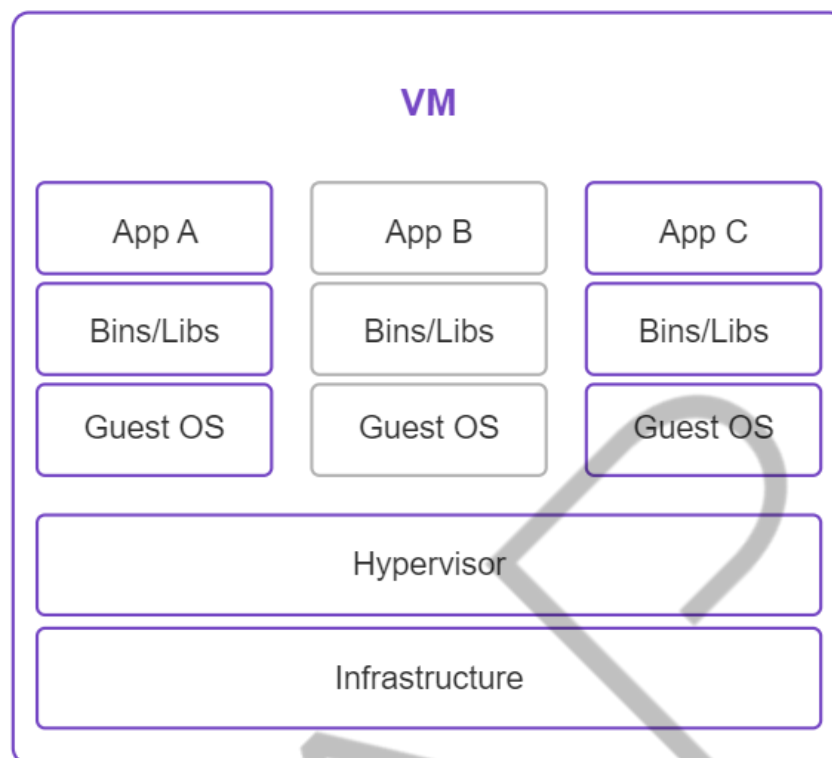 VM
App A App B App C
Bins/Libs Bins/Libs Bins/Libs
Guest OS Guest OS Guest OS
Hypervisor
Infrastructure